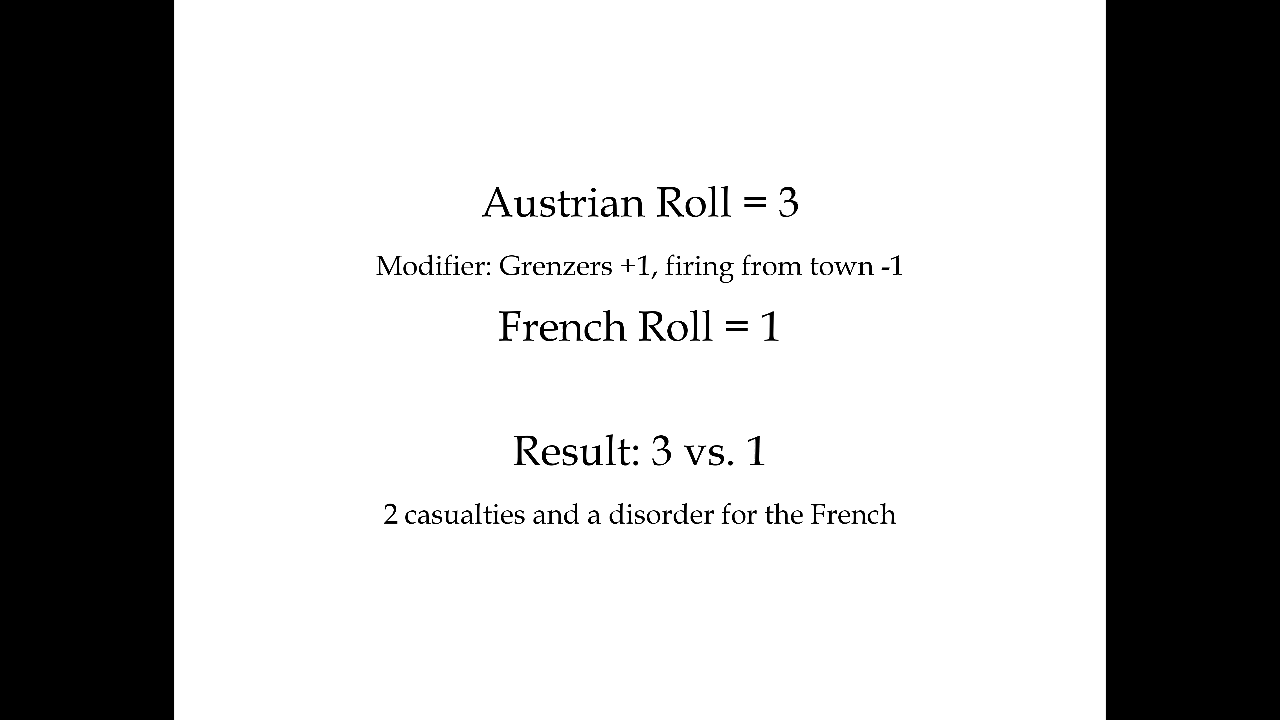 Austrian Roll = 3
Modifier: Grenzers +1, firing from town -1
French Roll = 1
Result: 3 vs. 1
2 casualties and a disorder for the French